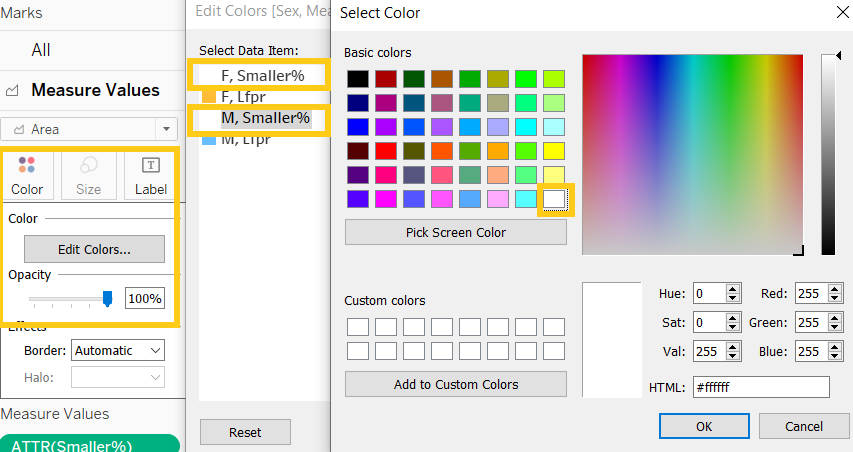 Marks
All
Measure Values
Area
Color
Size
Label
Color
Edit Colors...
Opacity
100%
Effects
Border: Automatic
Halo:
Measure Values
ATTR(Smaller%)
Edit Colors [Sex, Mea
Select Data Item:
F, Smaller%
F, Lfpr
M, Smaller%
M, Lfpr
Reset
Select Color
Basic colors
Pick Screen Color
Custom colors
Add to Custom Colors
Hue: 0
Red: 255
Sat: 0
Green: 255
Val: 255
Blue: 255
HTML: #ffffff
OK
Cancel